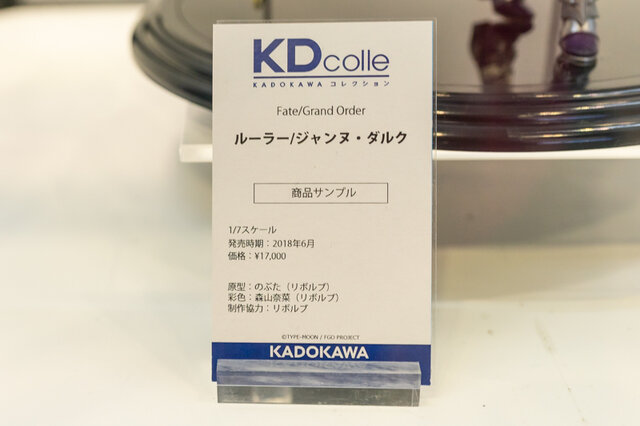 KDcolle
KADOKAWA コレクション
Fate/Grand Order
ルーラー/ジャンヌ・ダルク
商品サンプル
1/7スケール
発売時期：2018年6月
価格：¥17,000
原型：のぶた（リボルブ）
彩色：森山奈菜（リボルブ）
制作協力：リボルブ
©TYPE-MOON / FGO PROJECT
KADOKAWA